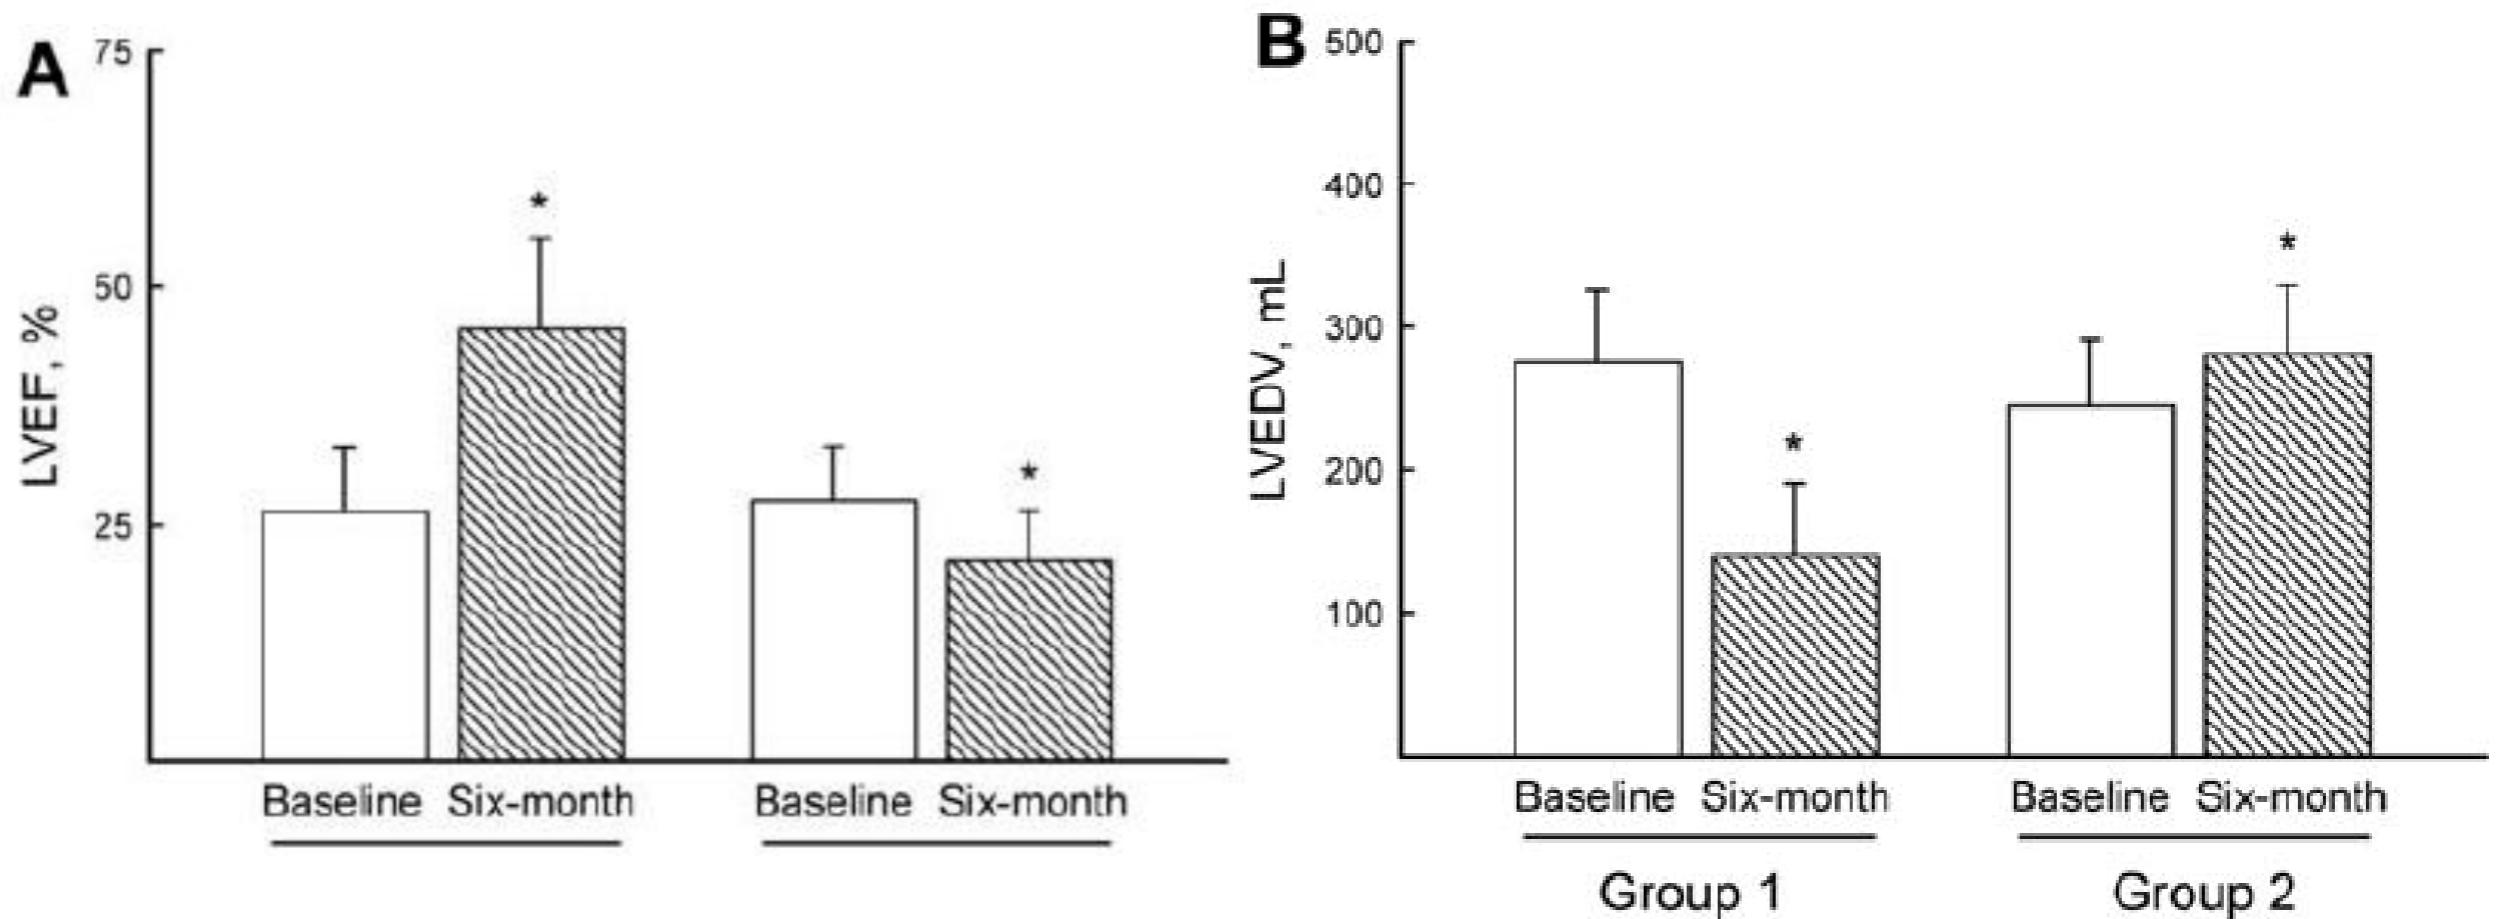 A
75
50
25
LVEF, %
*
*
Baseline Six-month Baseline Six-month
B
500
400
300
200
100
LVEDV, mL
*
*
Baseline Six-month Baseline Six-month
Group 1 Group 2